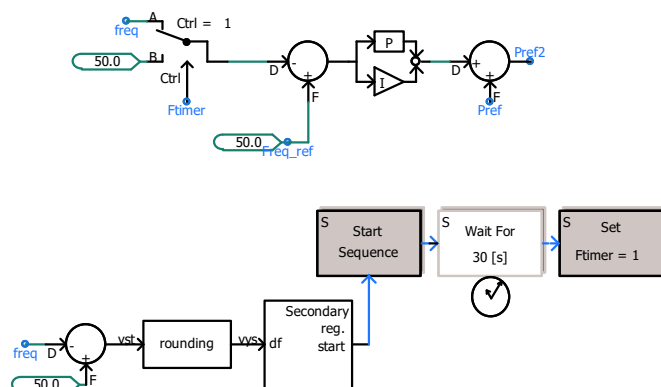 A
freq
Ctrl = 1
B
50.0
Ctrl
Ftimer
D
-
+
F
50.0
Freq_ref
P
I
D
+
+
F
Pref
Pref2
S
Start
Sequence
S
Wait For
30 [s]
S
Set
Ftimer = 1
freq
D
-
+
F
50.0
vst
rounding
vys
df
Secondary
reg.
start